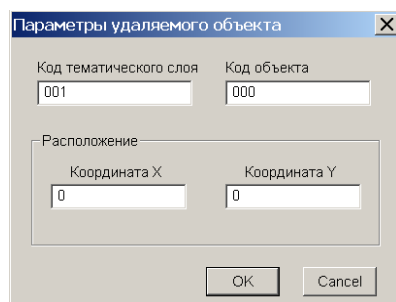 Параметры удаляемого объекта
Код тематического слоя Код объекта
001 000
Расположение
Координата X Координата Y
0 0
OK Cancel